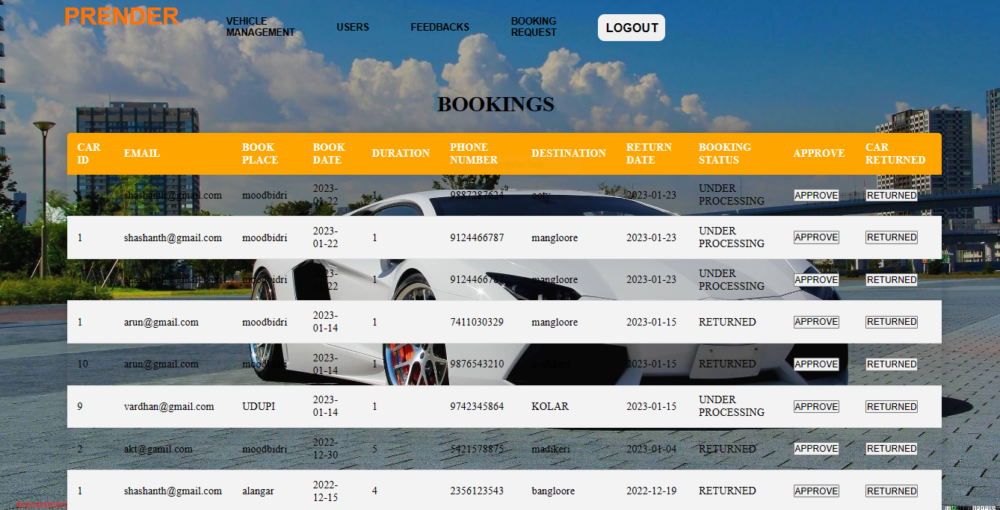 PRENDER
VEHICLE
MANAGEMENT
USERS
FEEDBACKS
BOOKING
REQUEST
LOGOUT
BOOKINGS
CAR
ID
EMAIL
BOOK
PLACE
BOOK
DATE
DURATION
PHONE
NUMBER
DESTINATION
RETURN
DATE
BOOKING
STATUS
APPROVE
CAR
RETURNED
shashanth@gmail.com
moodbidri
2023-
01-22
1
9887287624
ooty
2023-01-23
UNDER
PROCESSING
APPROVE
RETURNED
1
shashanth@gmail.com
moodbidri
2023-
01-22
1
9124466787
mangloore
2023-01-23
UNDER
PROCESSING
APPROVE
RETURNED
1
shashanth@gmail.com
moodbidri
2023-
01-22
1
9124466787
mangloore
2023-01-23
UNDER
PROCESSING
APPROVE
RETURNED
1
arun@gmail.com
moodbidri
2023-
01-14
1
7411030329
mangloore
2023-01-15
RETURNED
APPROVE
RETURNED
10
arun@gmail.com
moodbidri
2023-
01-14
1
9876543210
madikeri
2023-01-15
RETURNED
APPROVE
RETURNED
9
vardhan@gmail.com
UDUPI
2023-
01-14
1
9742345864
KOLAR
2023-01-15
UNDER
PROCESSING
APPROVE
RETURNED
2
akt@gamil.com
moodbidri
2022-
12-30
5
5421578875
madikeri
2023-01-04
RETURNED
APPROVE
RETURNED
1
shashanth@gmail.com
alangar
2022-
12-15
4
2356123543
bangloore
2022-12-19
RETURNED
APPROVE
RETURNED